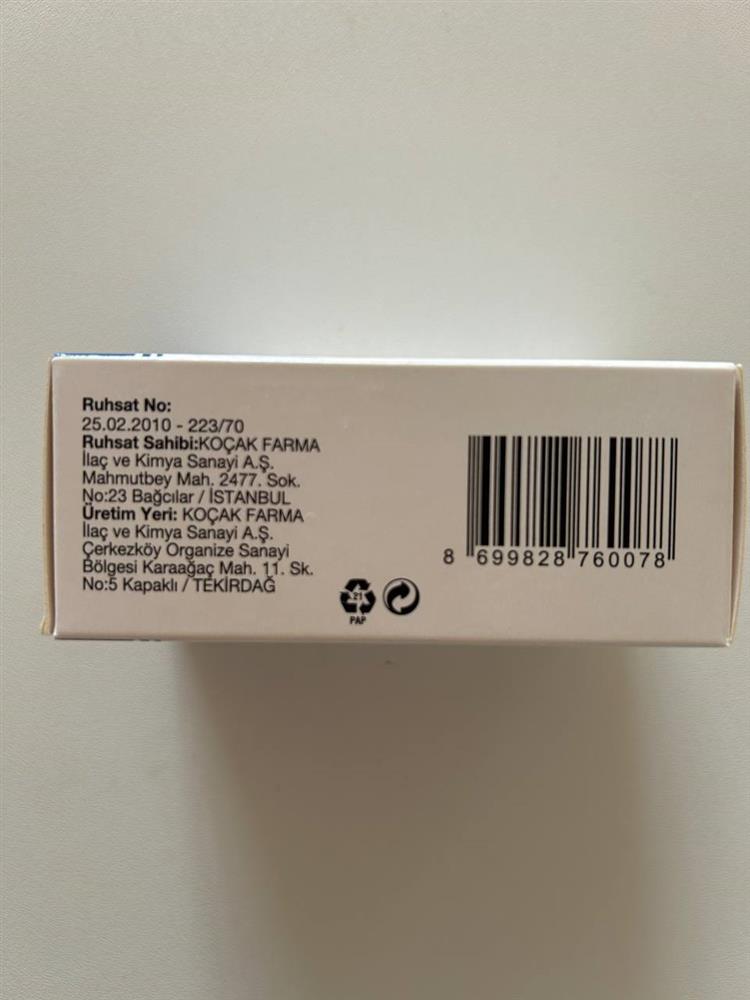 Ruhsat No:
25.02.2010 - 223/70
Ruhsat Sahibi:KOÇAK FARMA
İlaç ve Kimya Sanayi A.Ş.
Mahmutbey Mah. 2477. Sok.
No:23 Bağcılar / İSTANBUL
Üretim Yeri: KOÇAK FARMA
İlaç ve Kimya Sanayi A.Ş.
Çerkezköy Organize Sanayi
Bölgesi Karaağaç Mah. 11. Sk.
No:5 Kapaklı / TEKİRDAĞ
21
PAP
8 699828 760078